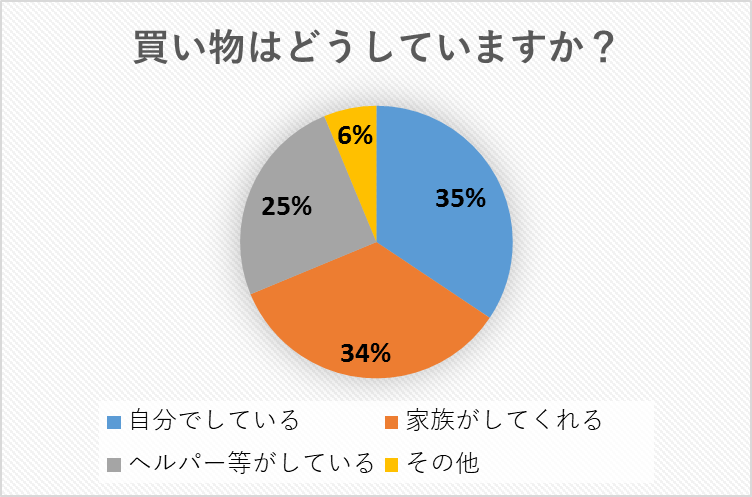 買い物はどうしていますか？
6%
35%
25%
34%
自分でしている 家族がしてくれる
ヘルパー等がしている その他